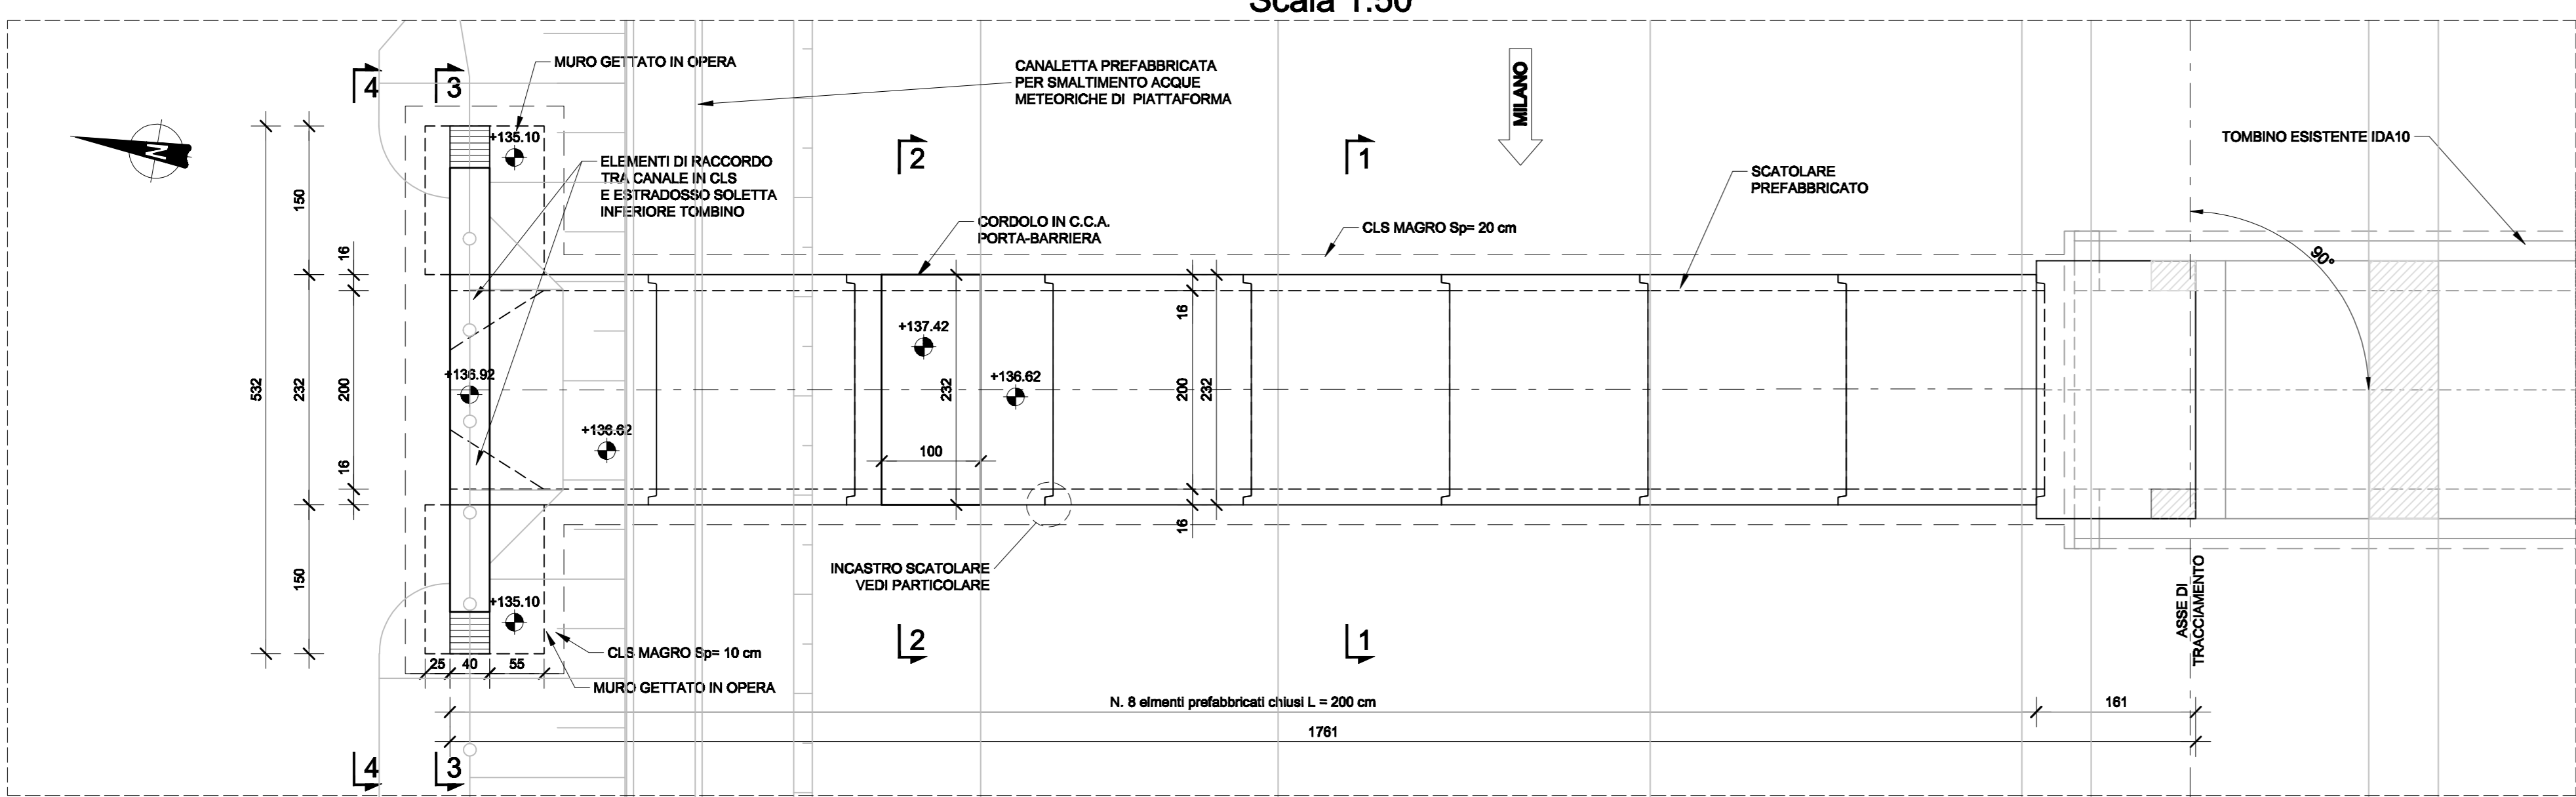 Scala 1:50
4
3
MURO GETTATO IN OPERA
CANALETTA PREFABBRICATA
PER SMALTIMENTO ACQUE
METEORICHE DI PIATTAFORMA
MILANO
2
1
TOMBINO ESISTENTE IDA10
N
+135.10
ELEMENTI DI RACCORDO
TRA CANALE IN CLS
E ESTRADOSSO SOLETTA
INFERIORE TOMBINO
SCATOLARE
PREFABBRICATO
CORDOLO IN C.C.A.
PORTA-BARRIERA
CLS MAGRO Sp= 20 cm
90°
532
150
232
150
16
200
16
+136.92
+136.62
+137.42
232
100
+136.62
16
200
232
16
INCASTRO SCATOLARE
VEDI PARTICOLARE
+135.10
CLS MAGRO Sp= 10 cm
MURO GETTATO IN OPERA
25
40
55
2
1
ASSE DI
TRACCIAMENTO
N. 8 elmenti prefabbricati chiusi L = 200 cm
161
1761
4
3